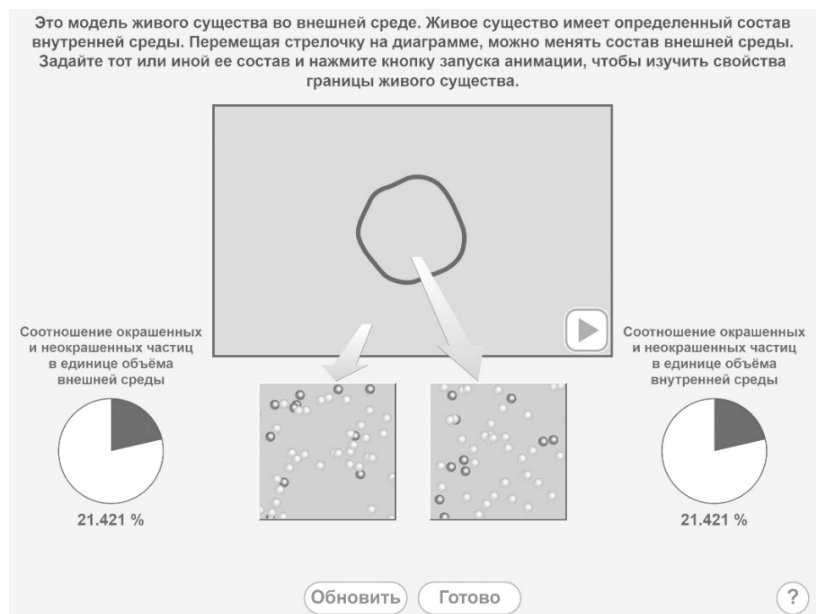 Это модель живого существа во внешней среде. Живое существо имеет определенный состав
внутренней среды. Перемещая стрелочку на диаграмме, можно менять состав внешней среды.
Задайте тот или иной ее состав и нажмите кнопку запуска анимации, чтобы изучить свойства
границы живого существа.
Соотношение окрашенных
и неокрашенных частиц
в единице объёма
внешней среды
21.421 %
Соотношение окрашенных
и неокрашенных частиц
в единице объёма
внутренней среды
21.421 %
Обновить
Готово
?